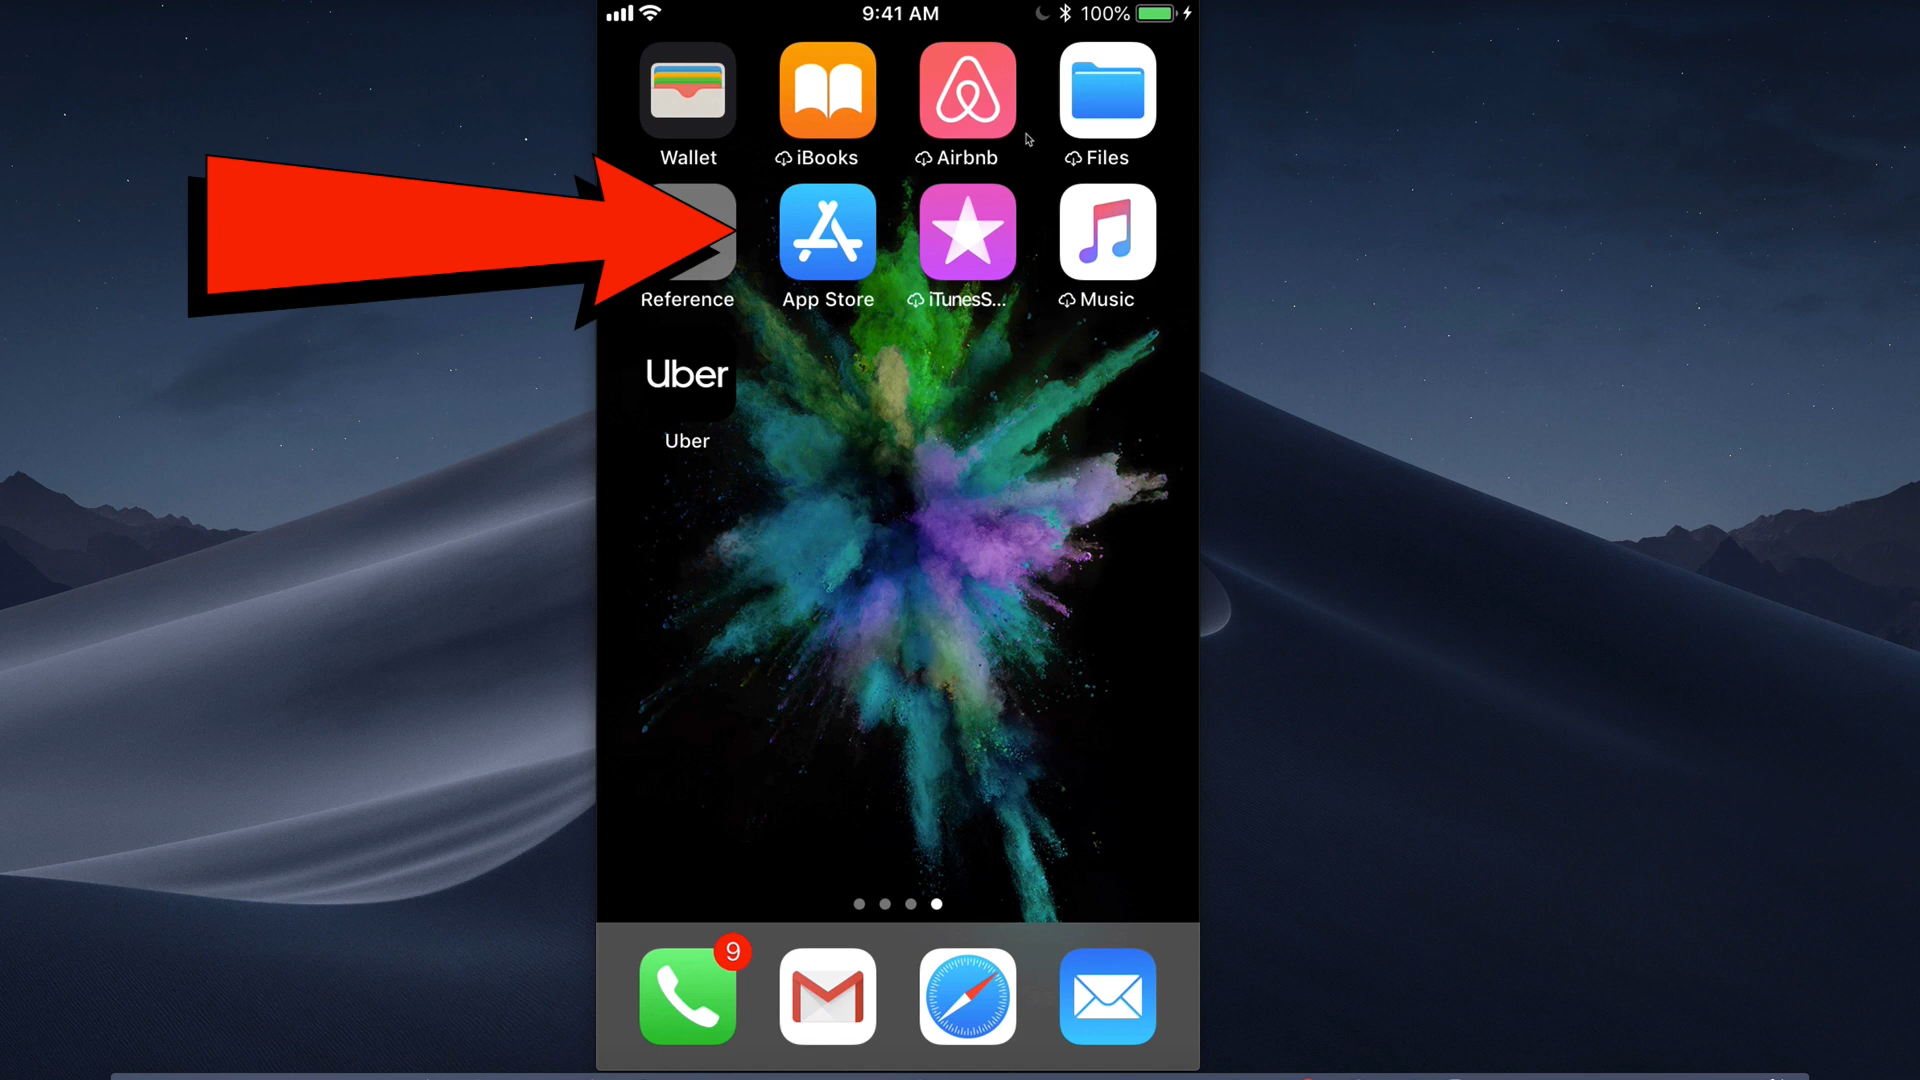 9:41 AM 100%
Wallet iBooks Airbnb Files
Reference App Store iTunesS... Music
Uber
Uber
9